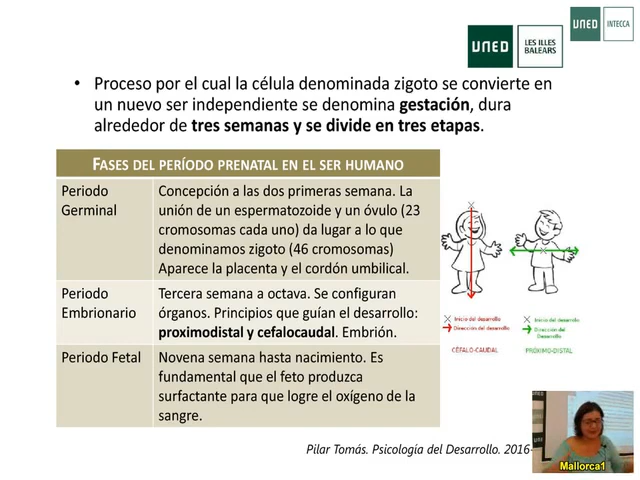 UNED
INTECCA
UNED
LES ILLES
BALEARS
• Proceso por el cual la célula denominada zigoto se convierte en
un nuevo ser independiente se denomina gestación, dura
alrededor de tres semanas y se divide en tres etapas.
FASES DEL PERÍODO PRENATAL EN EL SER HUMANO
Periodo
Germinal
Concepción a las dos primeras semana. La
unión de un espermatozoide y un óvulo (23
cromosomas cada uno) da lugar a lo que
denominamos zigoto (46 cromosomas)
Aparece la placenta y el cordón umbilical.
Periodo
Embrionario
Tercera semana a octava. Se configuran
órganos. Principios que guían el desarrollo:
proximodistal y cefalocaudal. Embrión.
Periodo Fetal
Novena semana hasta nacimiento. Es
fundamental que el feto produzca
surfactante para que logre el oxígeno de la
sangre.
Inicio del desarrollo
Dirección del desarrollo
CÉFALO-CAUDAL
Inicio del desarrollo
Dirección del
Desarrollo
PRÓXIMO-DISTAL
Pilar Tomás. Psicología del Desarrollo. 2016-
Mallorca1